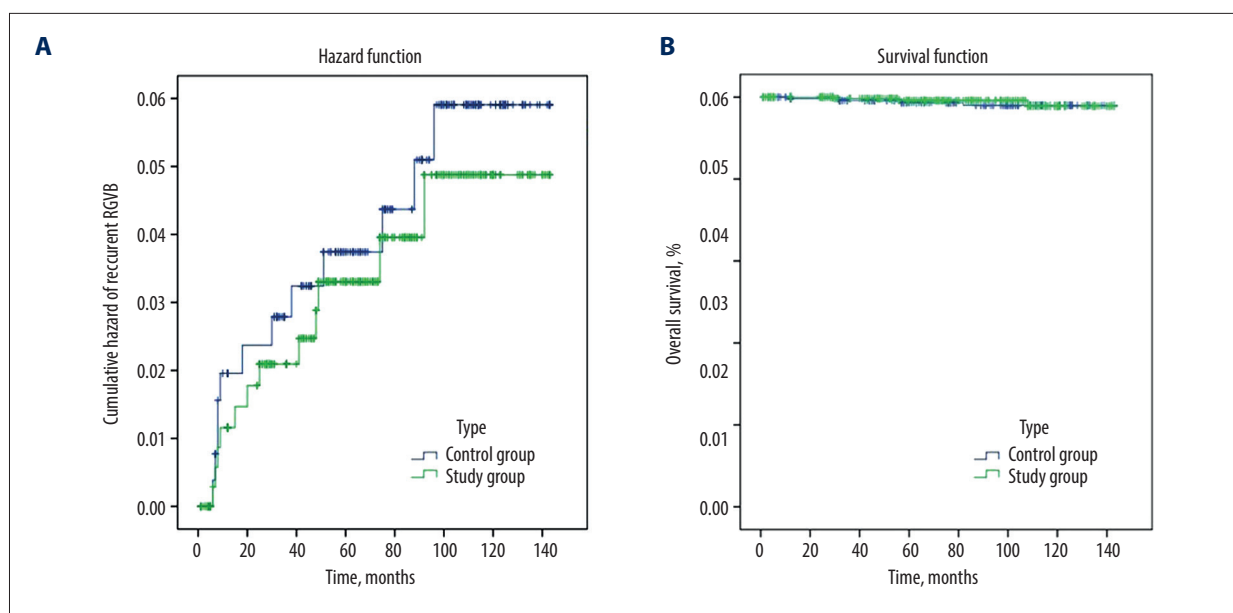 A
Hazard function
Cumulative hazard of reccurent RGVB
0.06
0.05
0.04
0.03
0.02
0.01
0.00
Type
Control group
Study group
0 20 40 60 80 100 120 140
Time, months
B
Survival function
Overall survival, %
0.06
0.05
0.04
0.03
0.02
0.01
0.00
Type
Control group
Study group
0 20 40 60 80 100 120 140
Time, months